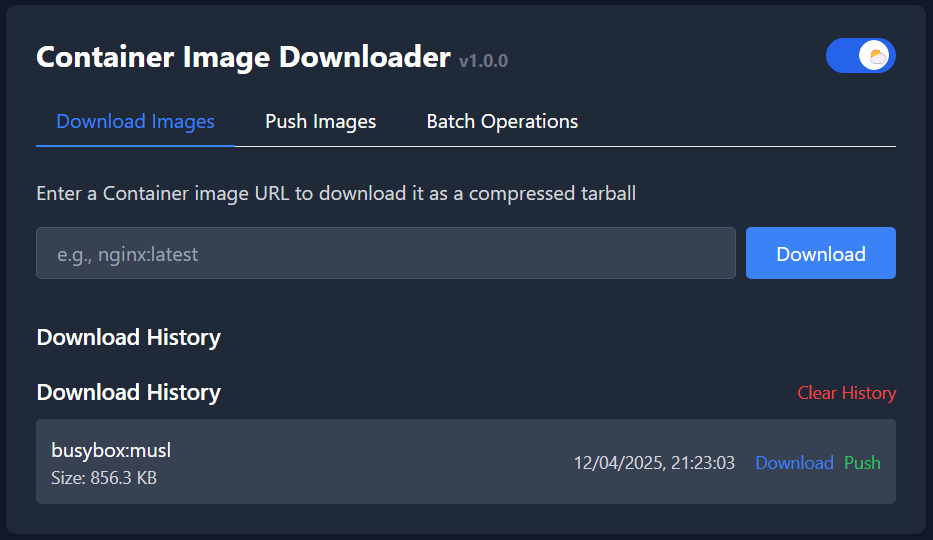 Container Image Downloader v1.0.0
Download Images Push Images Batch Operations
Enter a Container image URL to download it as a compressed tarball
e.g., nginx:latest Download
Download History
Download History Clear History
busybox:musl
Size: 856.3 KB
12/04/2025, 21:23:03 Download Push